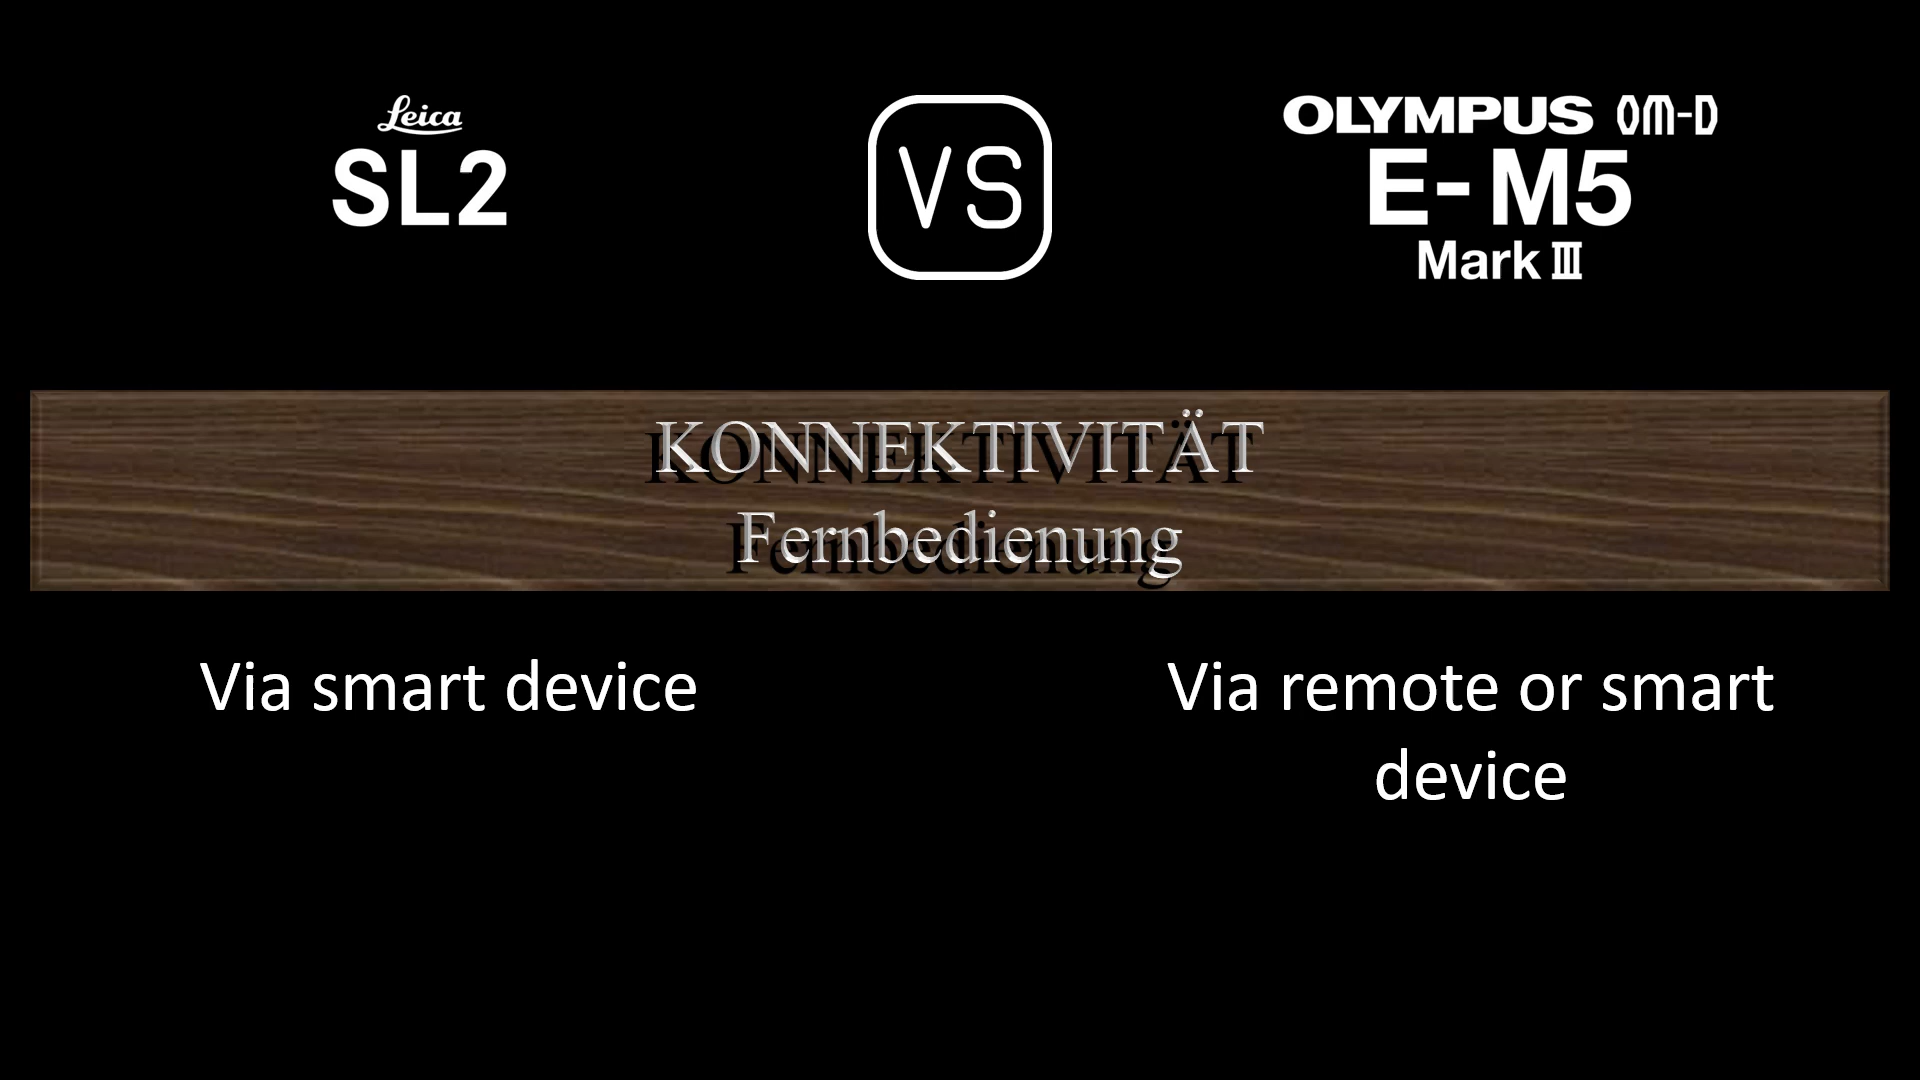 Leica
SL2
VS
OLYMPUS OM-D
E-M5
Mark III
KONNEKTIVITÄT
Fernbedienung
Via smart device
Via remote or smart
device